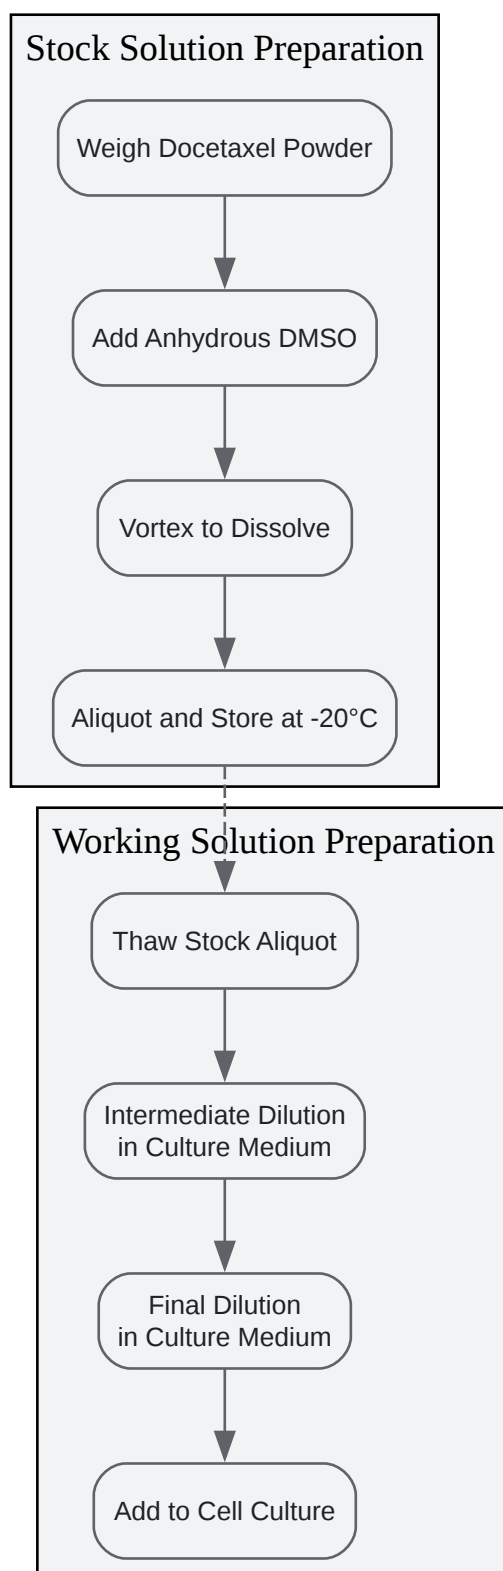 Stock Solution Preparation
Weigh Docetaxel Powder
Add Anhydrous DMSO
Vortex to Dissolve
Aliquot and Store at -20°C
Working Solution Preparation
Thaw Stock Aliquot
Intermediate Dilution
in Culture Medium
Final Dilution
in Culture Medium
Add to Cell Culture